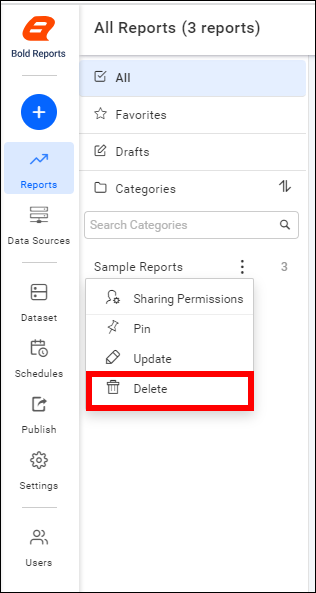 Bold Reports
Reports
Data Sources
Dataset
Schedules
Publish
Settings
Users
All Reports (3 reports)
All
Favorites
Drafts
Categories
Search Categories
Sample Reports 3
Sharing Permissions
Pin
Update
Delete